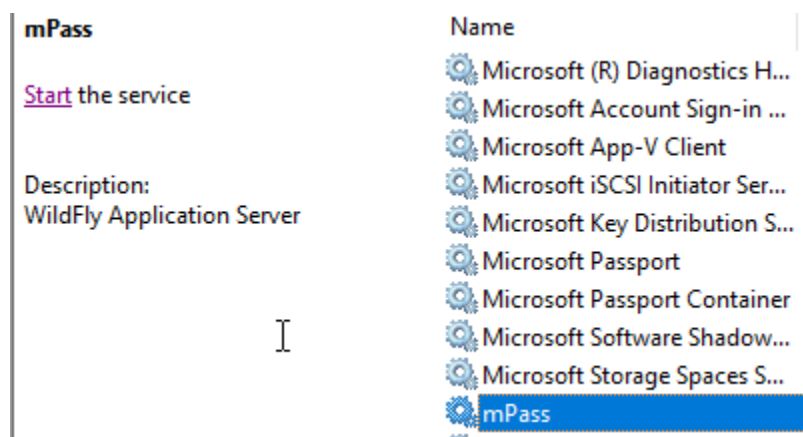 mPass
Start the service
Description:
WildFly Application Server
Name
Microsoft (R) Diagnostics H...
Microsoft Account Sign-in ...
Microsoft App-V Client
Microsoft iSCSI Initiator Ser...
Microsoft Key Distribution S...
Microsoft Passport
Microsoft Passport Container
Microsoft Software Shadow...
Microsoft Storage Spaces S...
mPass